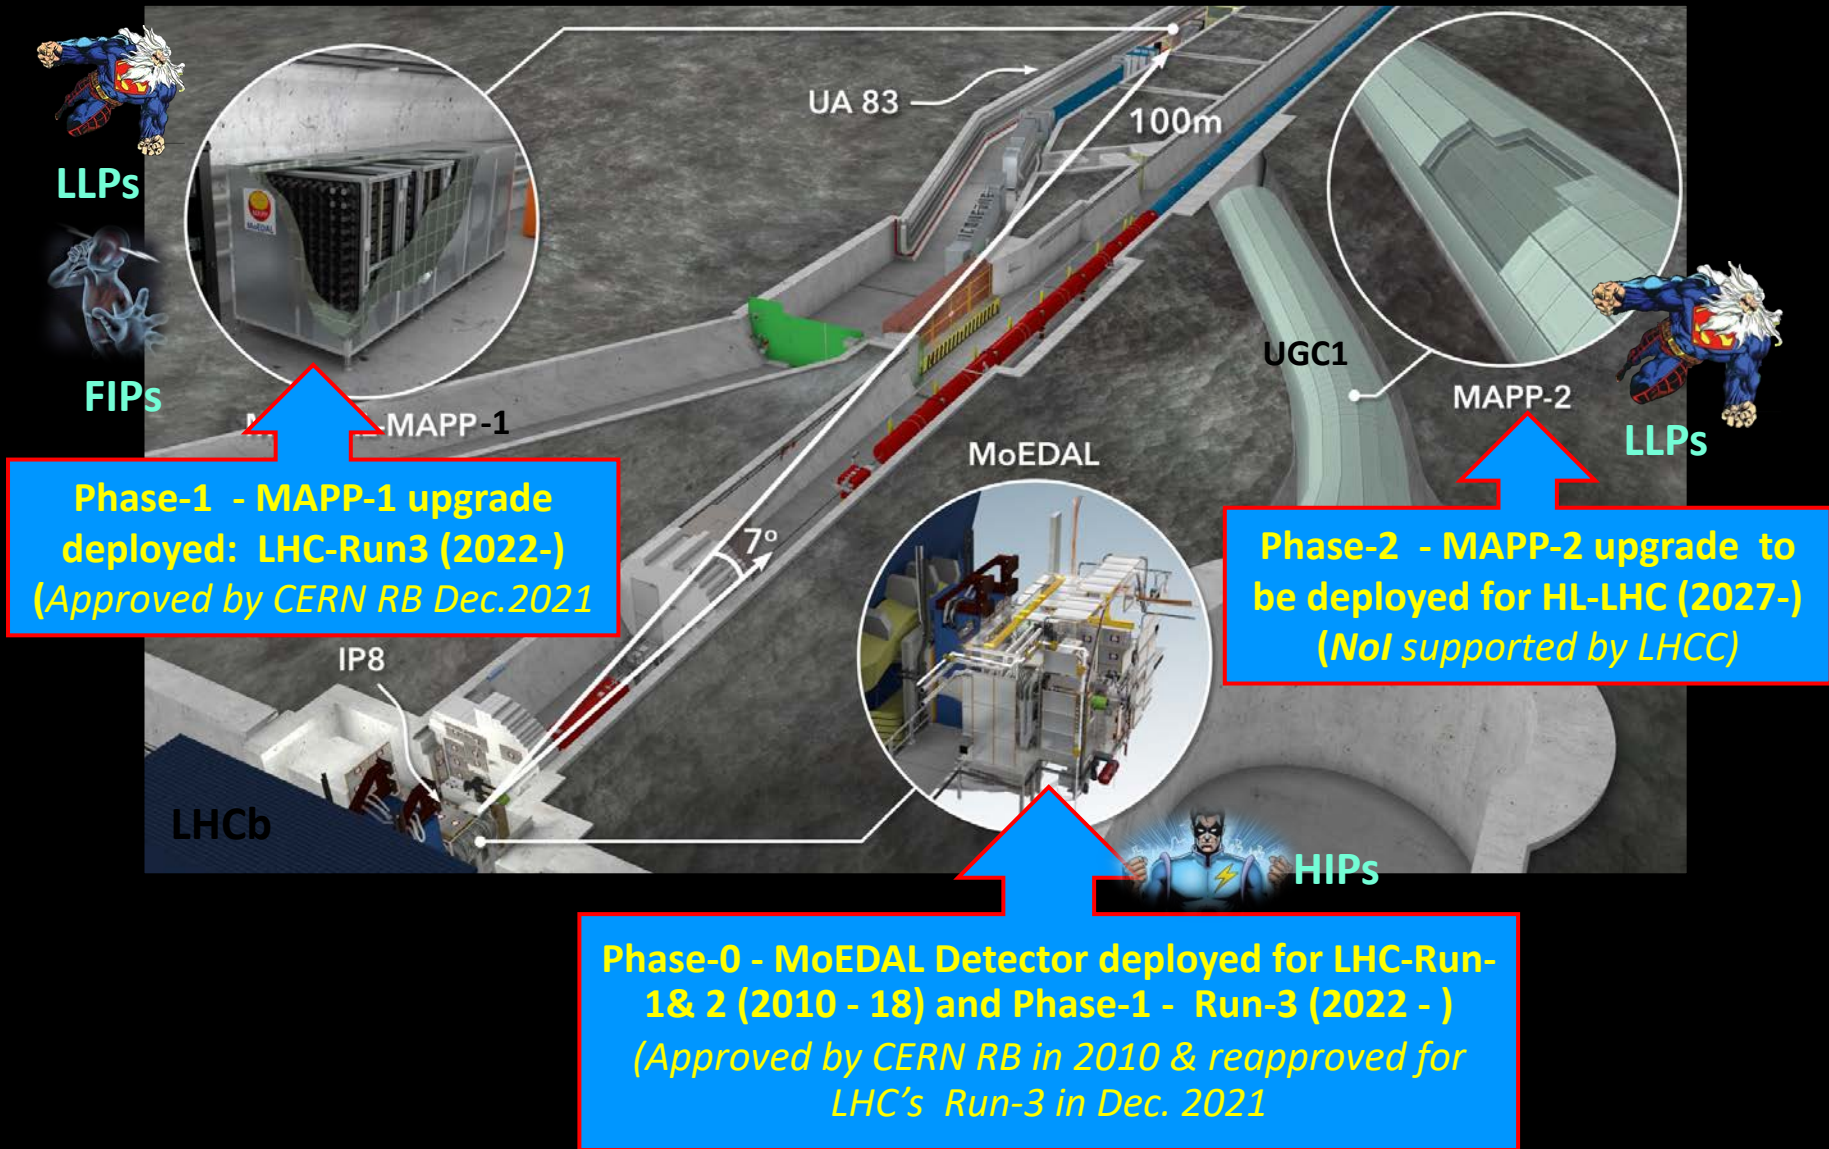 UA 83
100m
LLPs
MoEDAL
FIPs
UGC1
MAPP-2
-MAPP-1
LLPs
MoEDAL
Phase-1 - MAPP-1 upgrade
deployed: LHC-Run3 (2022-)
(Approved by CERN RB Dec.2021
7º
Phase-2 - MAPP-2 upgrade to
be deployed for HL-LHC (2027-)
(NoI supported by LHCC)
IP8
LHCb
HIPs
Phase-0 - MoEDAL Detector deployed for LHC-Run-
1& 2 (2010 - 18) and Phase-1 - Run-3 (2022 - )
(Approved by CERN RB in 2010 & reapproved for
LHC’s Run-3 in Dec. 2021